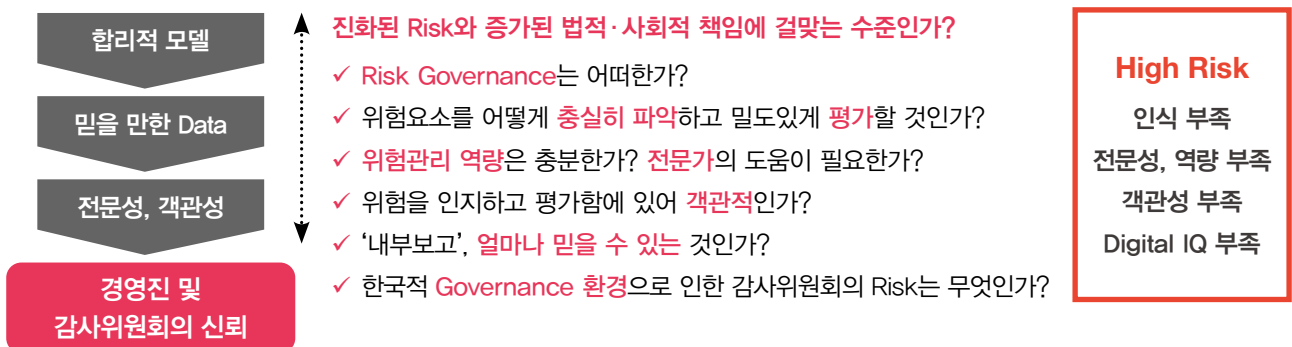 합리적 모델
믿을 만한 Data
전문성, 객관성
경영진 및
감사위원회의 신뢰
진화된 Risk와 증가된 법적·사회적 책임에 걸맞는 수준인가?
✓ Risk Governance는 어떠한가?
✓ 위험요소를 어떻게 충실히 파악하고 밀도있게 평가할 것인가?
✓ 위험관리 역량은 충분한가? 전문가의 도움이 필요한가?
✓ 위험을 인지하고 평가함에 있어 객관적인가?
✓ ‘내부보고’, 얼마나 믿을 수 있는 것인가?
✓ 한국적 Governance 환경으로 인한 감사위원회의 Risk는 무엇인가?
High Risk
인식 부족
전문성, 역량 부족
객관성 부족
Digital IQ 부족